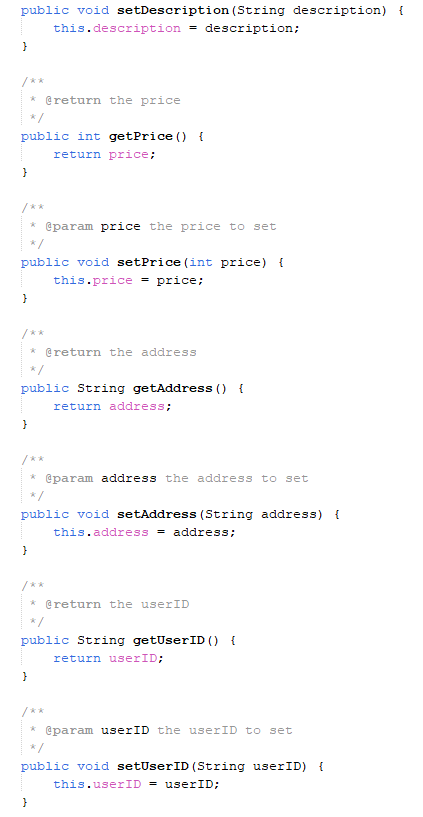 public void setDescription(String description) {
    this.description = description;
}

/**
 * @return the price
 */
public int getPrice() {
    return price;
}

/**
 * @param price the price to set
 */
public void setPrice(int price) {
    this.price = price;
}

/**
 * @return the address
 */
public String getAddress() {
    return address;
}

/**
 * @param address the address to set
 */
public void setAddress(String address) {
    this.address = address;
}

/**
 * @return the userID
 */
public String getUserID() {
    return userID;
}

/**
 * @param userID the userID to set
 */
public void setUserID(String userID) {
    this.userID = userID;
}